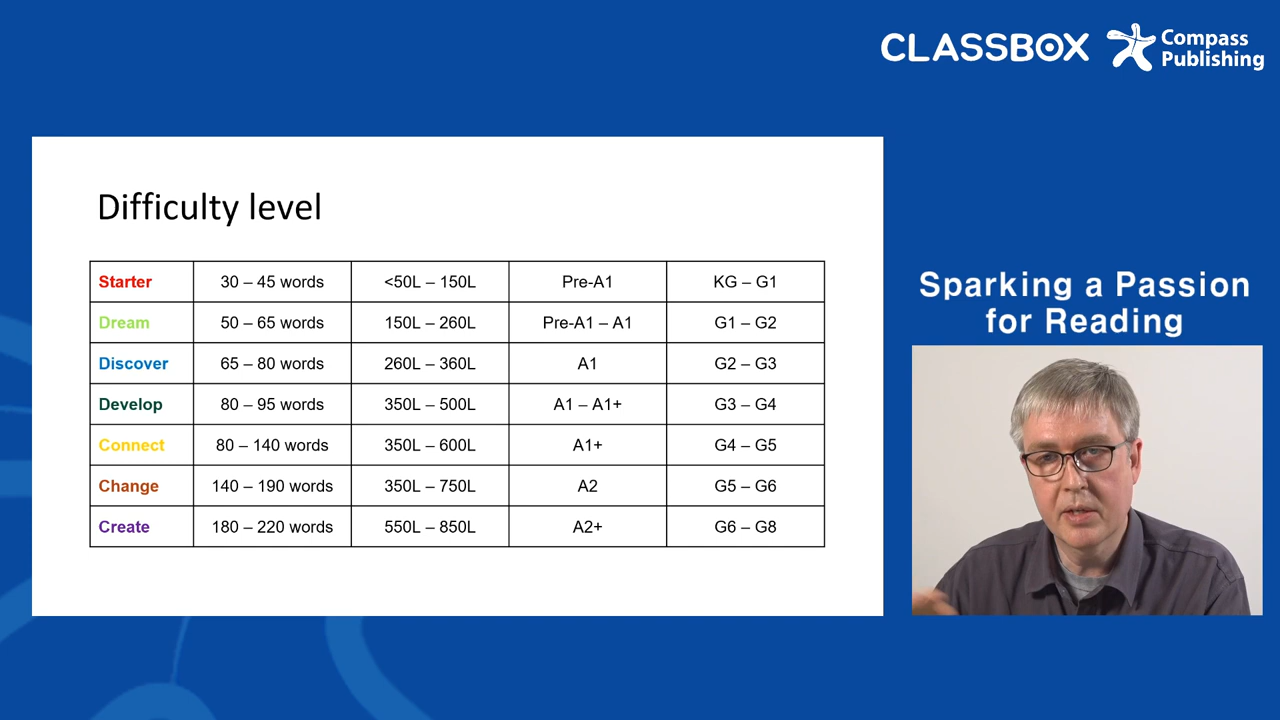 CLASSBOX
Compass
Publishing
Difficulty level
Starter 30 – 45 words <50L – 150L Pre-A1 KG – G1
Dream 50 – 65 words 150L – 260L Pre-A1 – A1 G1 – G2
Discover 65 – 80 words 260L – 360L A1 G2 – G3
Develop 80 – 95 words 350L – 500L A1 – A1+ G3 – G4
Connect 80 – 140 words 350L – 600L A1+ G4 – G5
Change 140 – 190 words 350L – 750L A2 G5 – G6
Create 180 – 220 words 550L – 850L A2+ G6 – G8
Sparking a Passion
for Reading